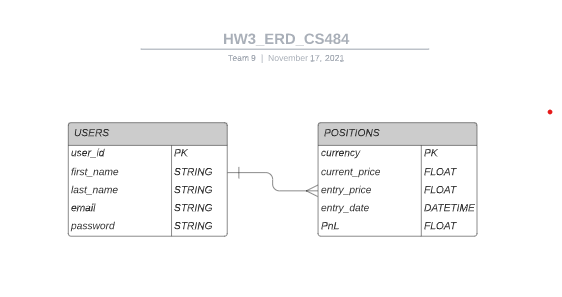 HW3_ERD_CS484
Team 9 | November 17, 2021
USERS
user_id PK
first_name STRING
last_name STRING
email STRING
password STRING
POSITIONS
currency PK
current_price FLOAT
entry_price FLOAT
entry_date DATETIME
PnL FLOAT